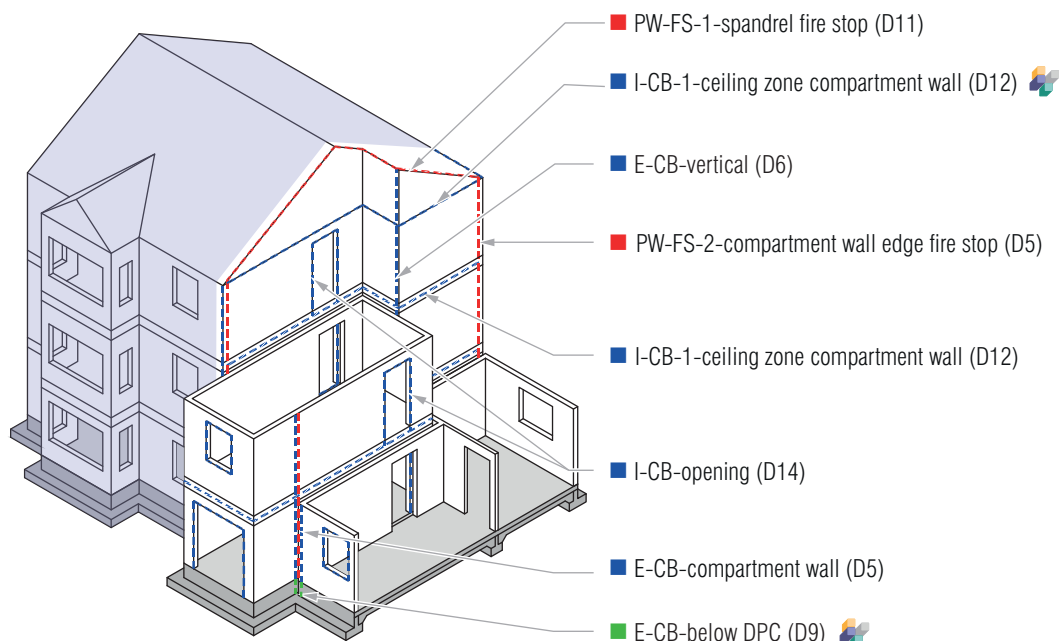 PW-FS-1-spandrel fire stop (D11)
I-CB-1-ceiling zone compartment wall (D12)
E-CB-vertical (D6)
PW-FS-2-compartment wall edge fire stop (D5)
I-CB-1-ceiling zone compartment wall (D12)
I-CB-opening (D14)
E-CB-compartment wall (D5)
E-CB-below DPC (D9)